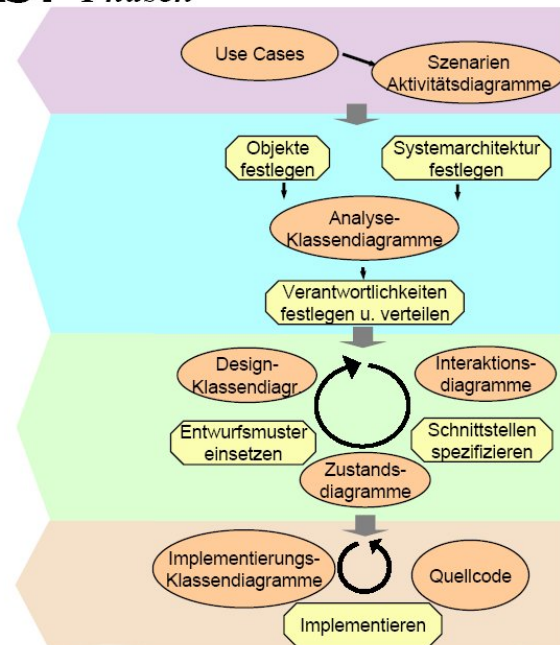 Phasen
Use Cases
Szenarien
Aktivitätsdiagramme
Objekte
festlegen
Systemarchitektur
festlegen
Analyse-
Klassendiagramme
Verantwortlichkeiten
festlegen u. verteilen
Design-
Klassendiagr
Interaktions-
diagramme
Entwurfsmuster
einsetzen
Schnittstellen
spezifizieren
Zustands-
diagramme
Implementierungs-
Klassendiagramme
Quellcode
Implementieren